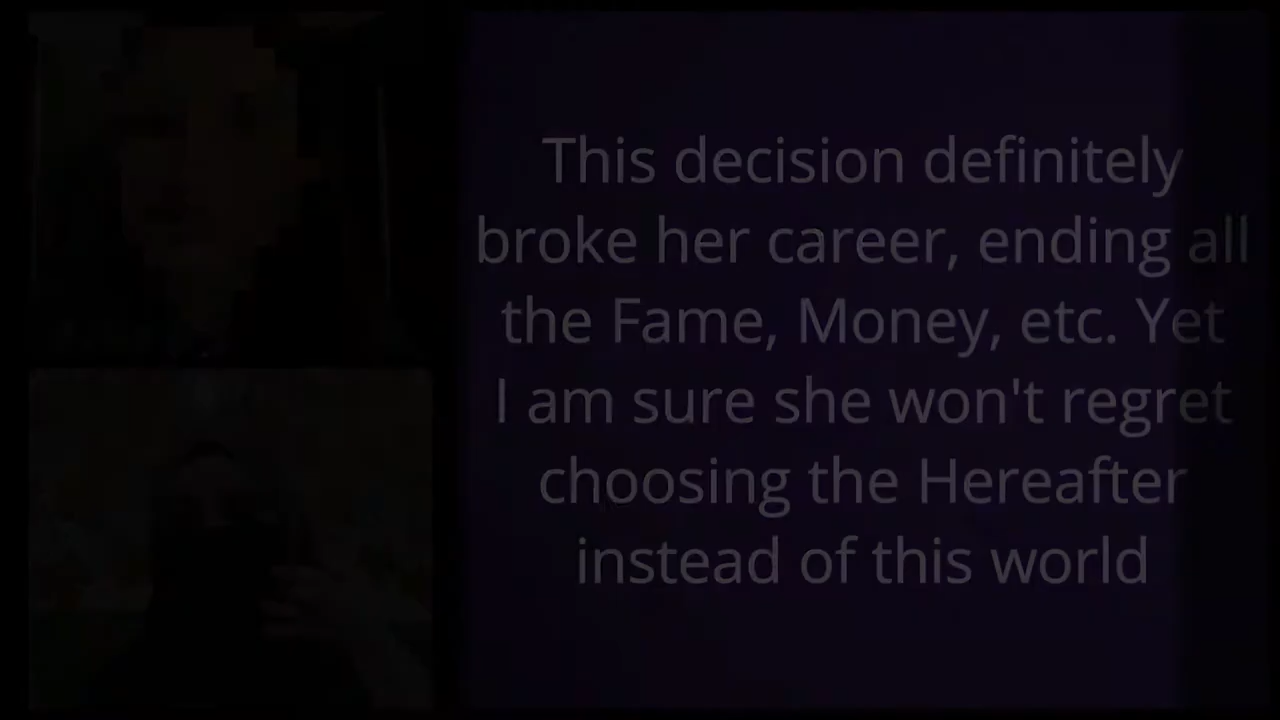 This decision definitely
broke her career, ending all
the Fame, Money, etc. Yet
I am sure she won't regret
choosing the Hereafter
instead of this world